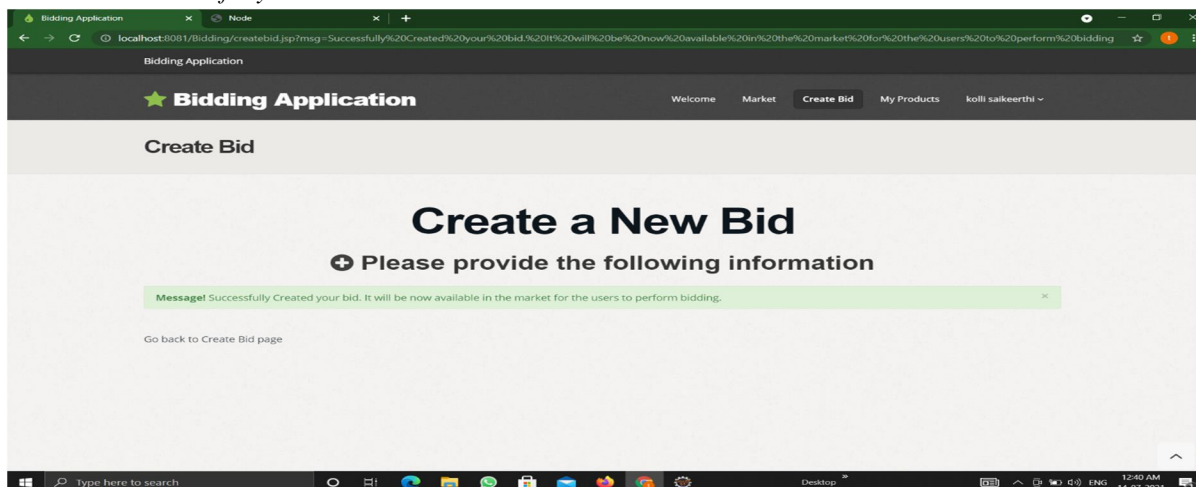 Bidding Application
Node
localhost:8081/Bidding/createbid.jsp?msg=Successfully%20Created%20your%20bid.%20It%20will%20be%20now%20available%20in%20the%20market%20for%20the%20users%20to%20perform%20bidding
Bidding Application
Bidding Application
Welcome
Market
Create Bid
My Products
kolli saikeerthi
Create Bid
Create a New Bid
Please provide the following information
Message! Successfully Created your bid. It will be now available in the market for the users to perform bidding.
Go back to Create Bid page
Type here to search
Desktop
ENG
12:40 AM